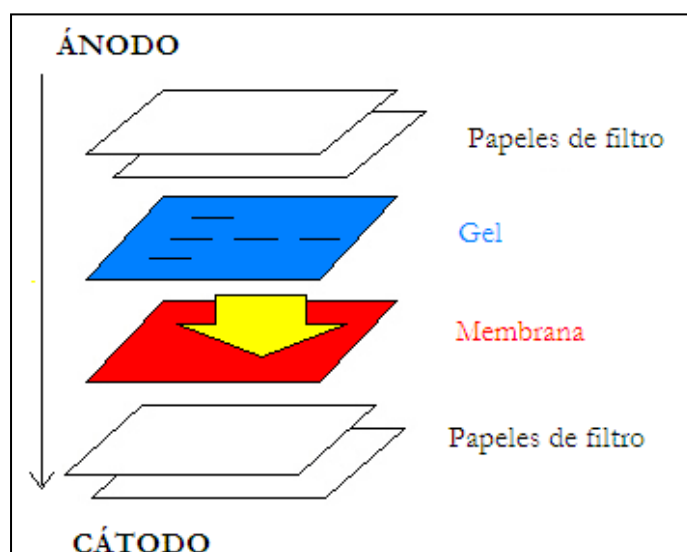 ÁNODO
Papeles de filtro
Gel
Membrana
Papeles de filtro
CÁTODO